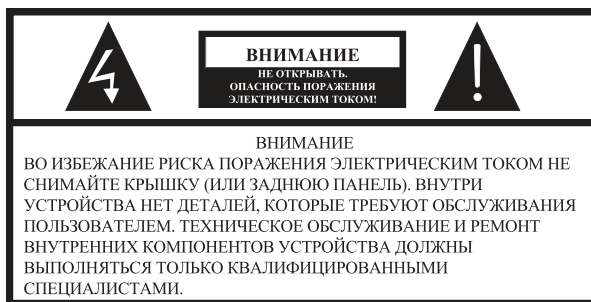 ВНИМАНИЕ
НЕ ОТКРЫВАТЬ.
ОПАСНОСТЬ ПОРАЖЕНИЯ
ЭЛЕКТРИЧЕСКИМ ТОКОМ!
ВНИМАНИЕ
ВО ИЗБЕЖАНИЕ РИСКА ПОРАЖЕНИЯ ЭЛЕКТРИЧЕСКИМ ТОКОМ НЕ
СНИМАЙТЕ КРЫШКУ (ИЛИ ЗАДНЮЮ ПАНЕЛЬ). ВНУТРИ
УСТРОЙСТВА НЕТ ДЕТАЛЕЙ, КОТОРЫЕ ТРЕБУЮТ ОБСЛУЖИВАНИЯ
ПОЛЬЗОВАТЕЛЕМ. ТЕХНИЧЕСКОЕ ОБСЛУЖИВАНИЕ И РЕМОНТ
ВНУТРЕННИХ КОМПОНЕНТОВ УСТРОЙСТВА ДОЛЖНЫ
ВЫПОЛНЯТЬСЯ ТОЛЬКО КВАЛИФИЦИРОВАННЫМИ
СПЕЦИАЛИСТАМИ.